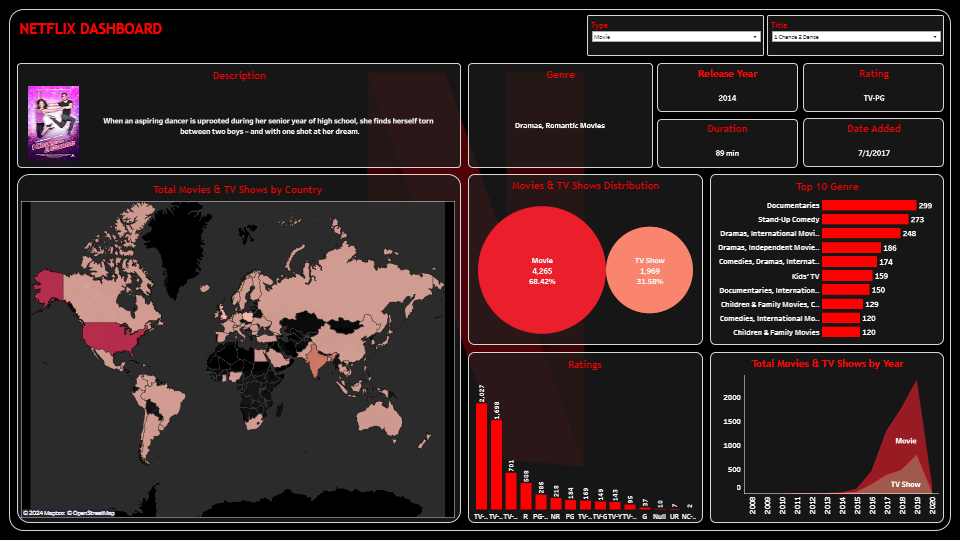 NETFLIX DASHBOARD
Type
Movie
Title
1 Chance 2 Dance
Description
When an aspiring dancer is uprooted during her senior year of high school, she finds herself torn
between two boys – and with one shot at her dream.
Genre
Dramas, Romantic Movies
Release Year
2014
Rating
TV-PG
Duration
89 min
Date Added
7/1/2017
Total Movies & TV Shows by Country
© 2024 Mapbox © OpenStreetMap
Movies & TV Shows Distribution
Movie
4,265
68.42%
TV Show
1,969
31.58%
Top 10 Genre
Documentaries 299
Stand-Up Comedy 273
Dramas, International Movi.. 248
Dramas, Independent Movie.. 186
Comedies, Dramas, Internat.. 174
Kids' TV 159
Documentaries, Internation.. 150
Children & Family Movies, C.. 129
Comedies, International Mo.. 120
Children & Family Movies 120
Ratings
2,027 1,698 701 508 286 218 184 169 149 143 95 37 10 7 2
TV-.. TV-.. TV-.. R PG-.. NR PG TV-.. TV-G TV-Y TV-.. G Null UR NC-..
Total Movies & TV Shows by Year
2000
1500
1000
500
0
Movie
TV Show
2008 2009 2010 2011 2012 2013 2014 2015 2016 2017 2018 2019 2020